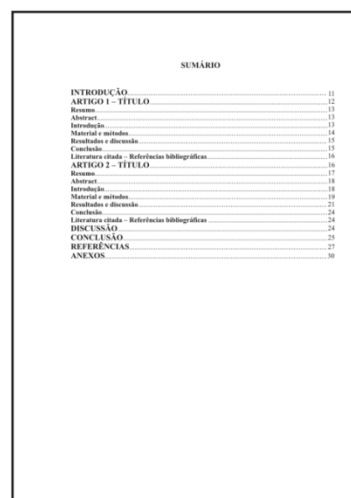 SUMÁRIO
INTRODUÇÃO 11
ARTIGO 1 – TÍTULO 12
Resumo 13
Abstract 13
Introdução 13
Material e métodos 14
Resultados e discussão 15
Conclusão 15
Literatura citada – Referências bibliográficas 16
ARTIGO 2 – TÍTULO 16
Resumo 17
Abstract 18
Introdução 18
Material e métodos 19
Resultados e discussão 21
Conclusão 24
Literatura citada – Referências bibliográficas 24
DISCUSSÃO 24
CONCLUSÃO 25
REFERÊNCIAS 27
ANEXOS 30